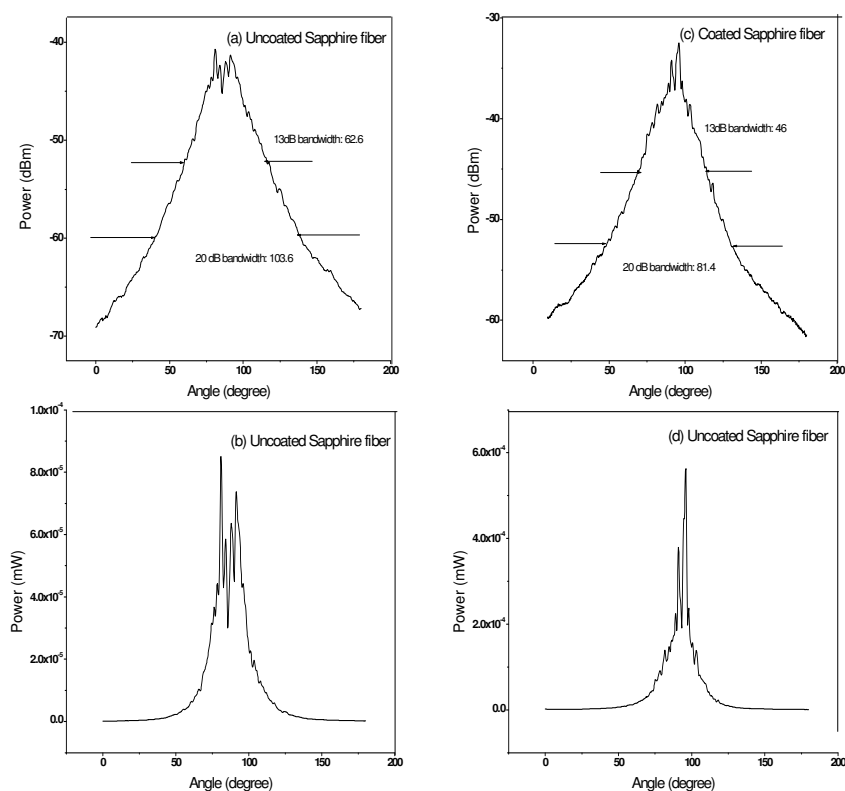 (a) Uncoated Sapphire fiber
-40
-50
-60
-70
Power (dBm)
13dB bandwidth: 62.6
20 dB bandwidth: 103.6
0 50 100 150 200
Angle (degree)
(c) Coated Sapphire fiber
-30
-40
-50
-60
Power (dBm)
13dB bandwidth: 46
20 dB bandwidth: 81.4
0 50 100 150 200
Angle (degree)
(b) Uncoated Sapphire fiber
1.0x10⁻⁴
8.0x10⁻⁵
6.0x10⁻⁵
4.0x10⁻⁵
2.0x10⁻⁵
0.0
Power (mW)
0 50 100 150 200
Angle (degree)
(d) Uncoated Sapphire fiber
6.0x10⁻⁴
4.0x10⁻⁴
2.0x10⁻⁴
0.0
Power (mW)
0 50 100 150 200
Angle (degree)